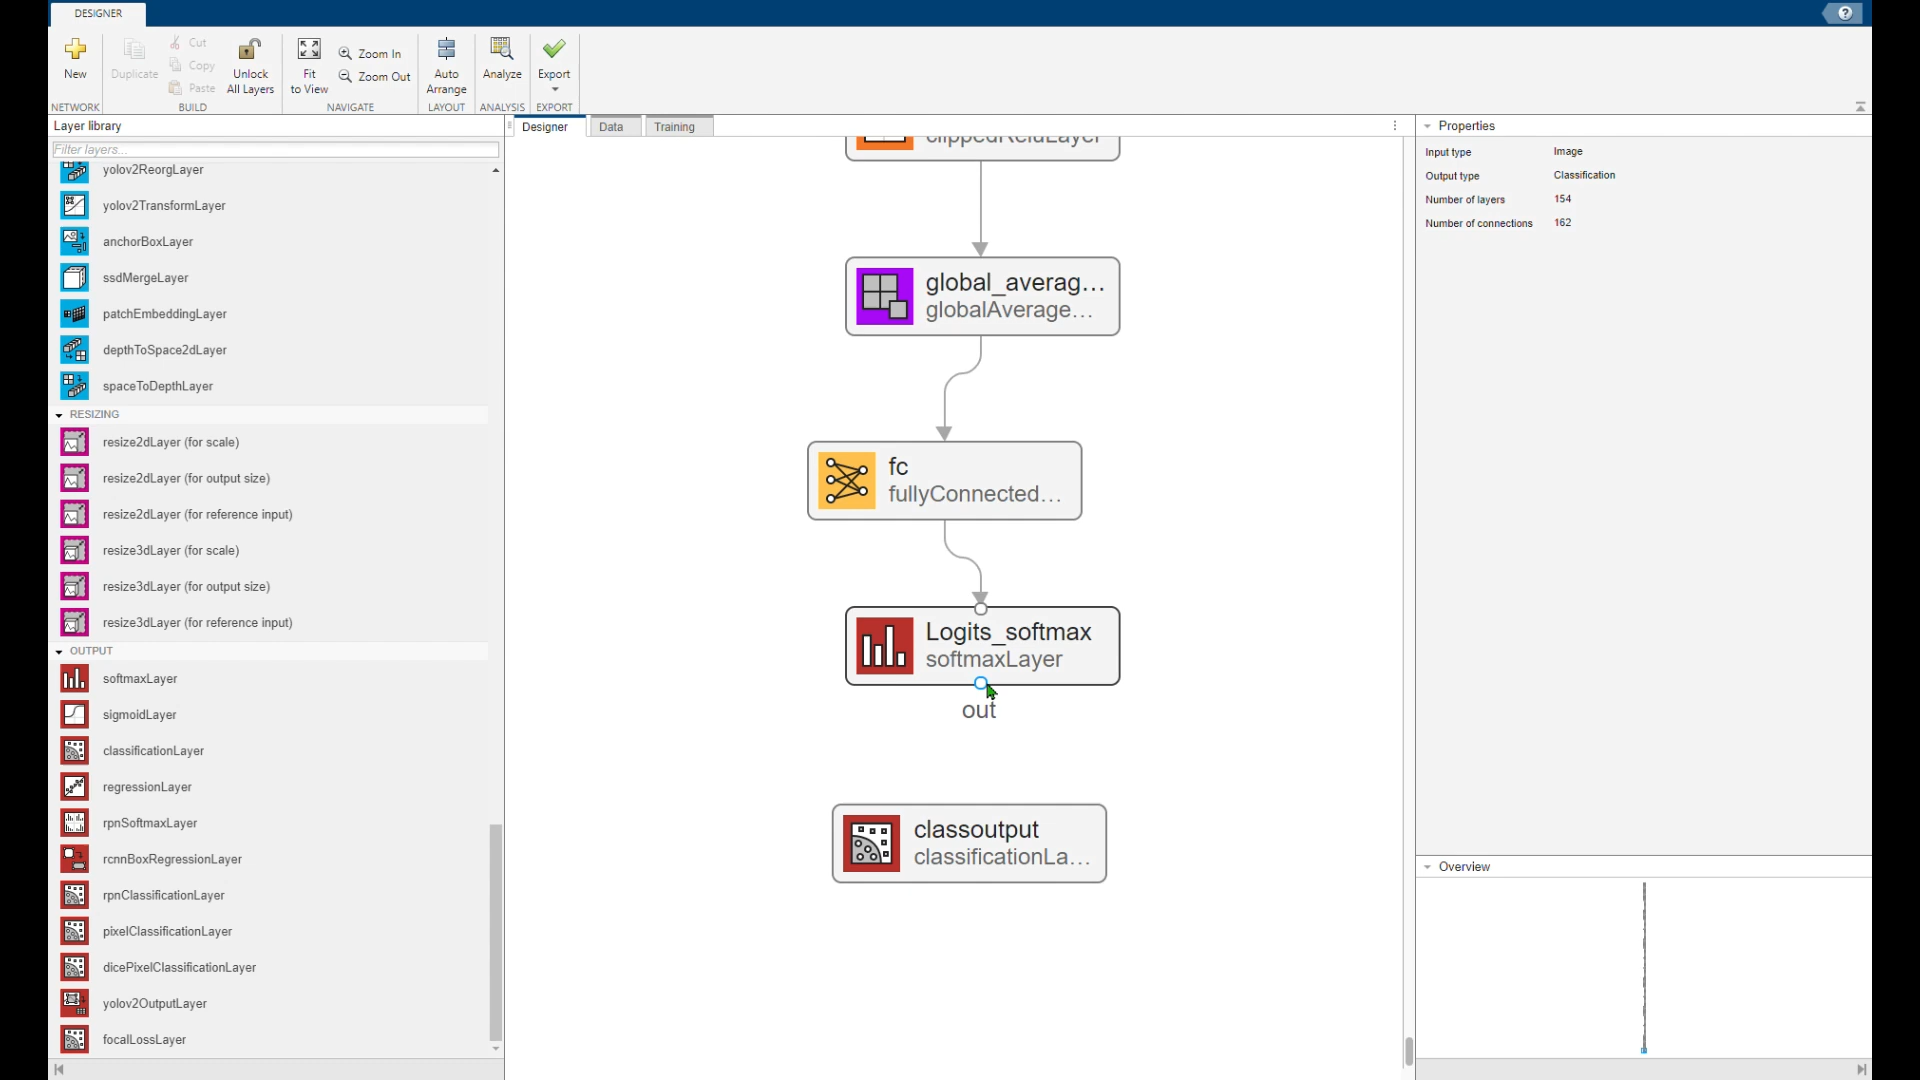 DESIGNER
New
Duplicate
Cut
Copy
Paste
Unlock
All Layers
Fit
to View
Zoom In
Zoom Out
Auto
Arrange
Analyze
Export
NETWORK
BUILD
NAVIGATE
LAYOUT
ANALYSIS
EXPORT
Layer library
Filter layers...
yolov2ReorgLayer
yolov2TransformLayer
anchorBoxLayer
ssdMergeLayer
patchEmbeddingLayer
depthToSpace2dLayer
spaceToDepthLayer
RESIZING
resize2dLayer (for scale)
resize2dLayer (for output size)
resize2dLayer (for reference input)
resize3dLayer (for scale)
resize3dLayer (for output size)
resize3dLayer (for reference input)
OUTPUT
softmaxLayer
sigmoidLayer
classificationLayer
regressionLayer
rpnSoftmaxLayer
rcnnBoxRegressionLayer
rpnClassificationLayer
pixelClassificationLayer
dicePixelClassificationLayer
yolov2OutputLayer
focalLossLayer
Designer
Data
Training
clippedReluLayer
global_averag...
globalAverage...
fc
fullyConnected...
Logits_softmax
softmaxLayer
out
classoutput
classificationLa...
Properties
Input type Image
Output type Classification
Number of layers 154
Number of connections 162
Overview